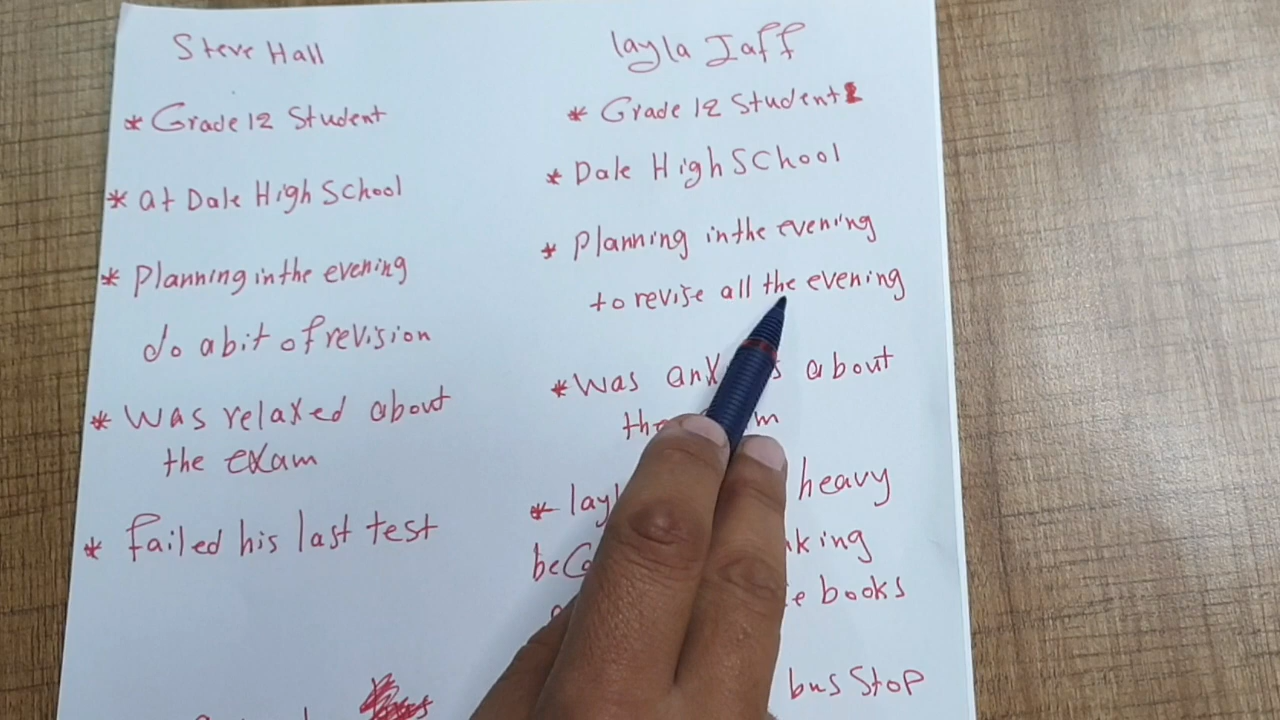 Steve Hall
* Grade 12 Student
* at Dale High School
* Planning in the evening
do a bit of revision
* was relaxed about
the exam
* failed his last test
layla Jaff
* Grade 12 Student
* Dale High School
* Planning in the evening
to revise all the evening
* Was about
the
* heavy
books
bus stop